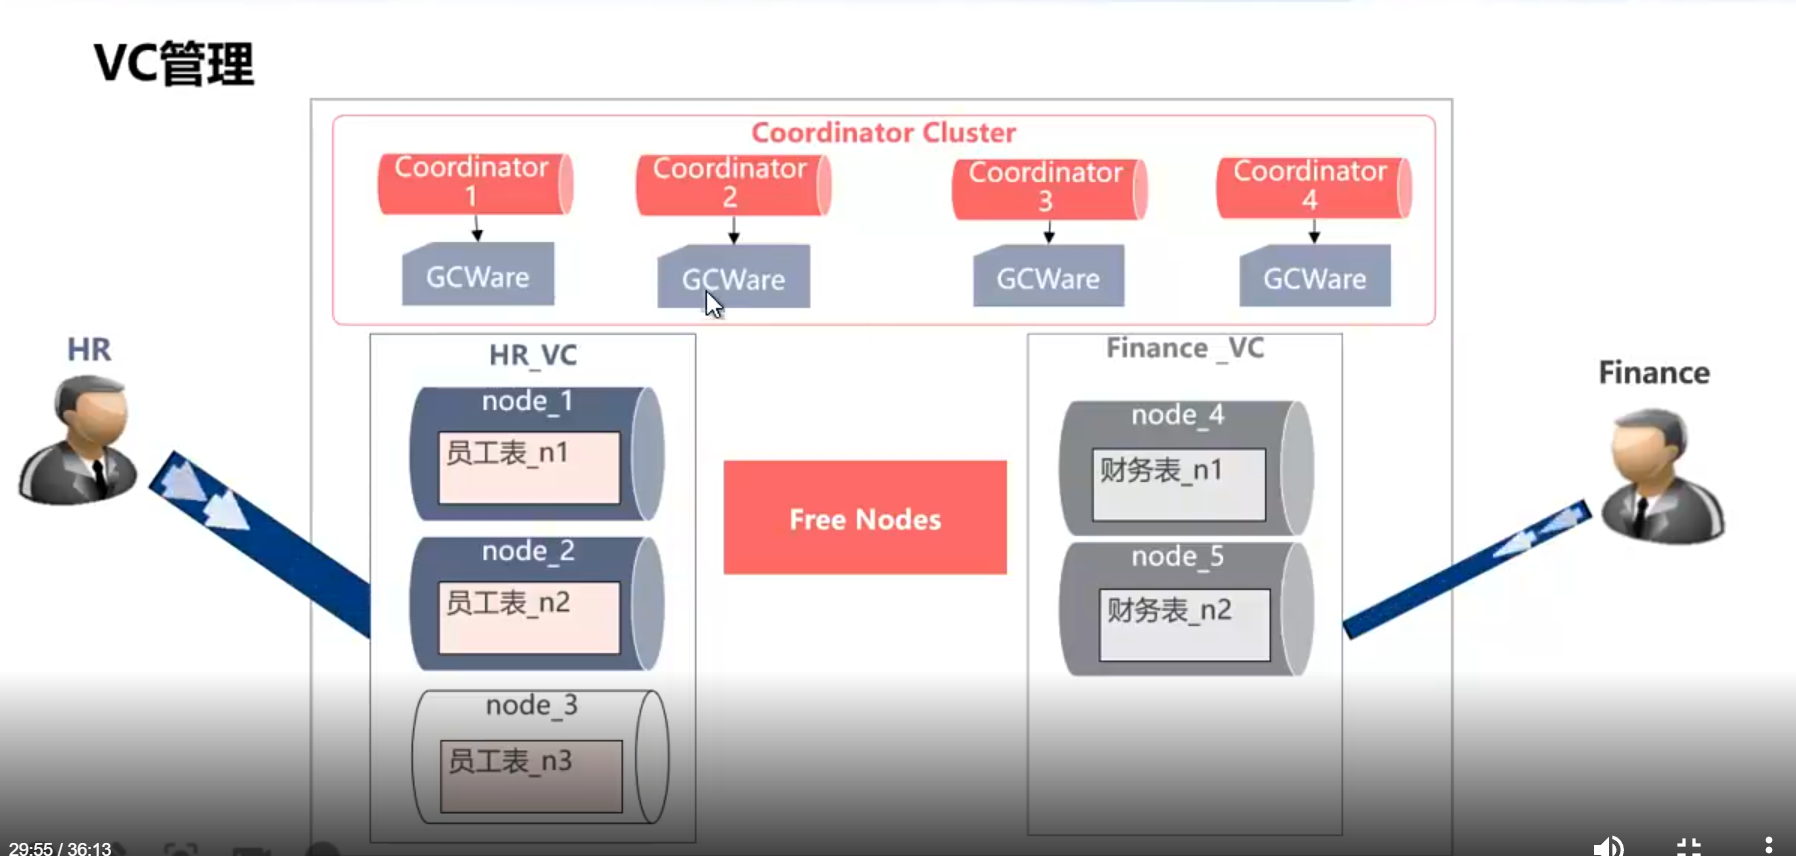 VC管理
Coordinator Cluster
Coordinator
1
Coordinator
2
Coordinator
3
Coordinator
4
GCWare
GCWare
GCWare
GCWare
HR
HR_VC
node_1
员工表_n1
node_2
员工表_n2
node_3
员工表_n3
Free Nodes
Finance _VC
node_4
财务表_n1
node_5
财务表_n2
Finance
29:55 / 36:13